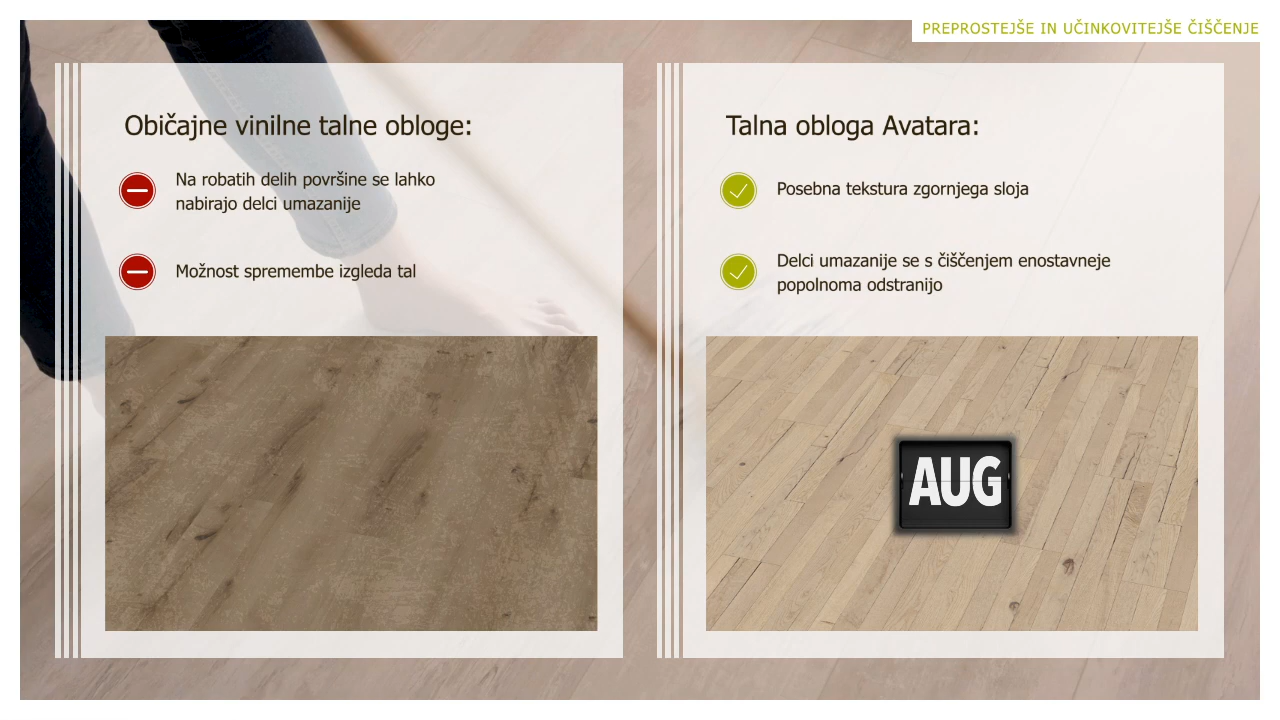 PREPROSTEJŠE IN UČINKOVITEJŠE ČIŠČENJE
Običajne vinilne talne obloge:
Na robatih delih površine se lahko
nabirajo delci umazanije
Možnost spremembe izgleda tal
Talna obloga Avatara:
Posebna tekstura zgornjega sloja
Delci umazanije se s čiščenjem enostavneje
popolnoma odstranijo
AUG